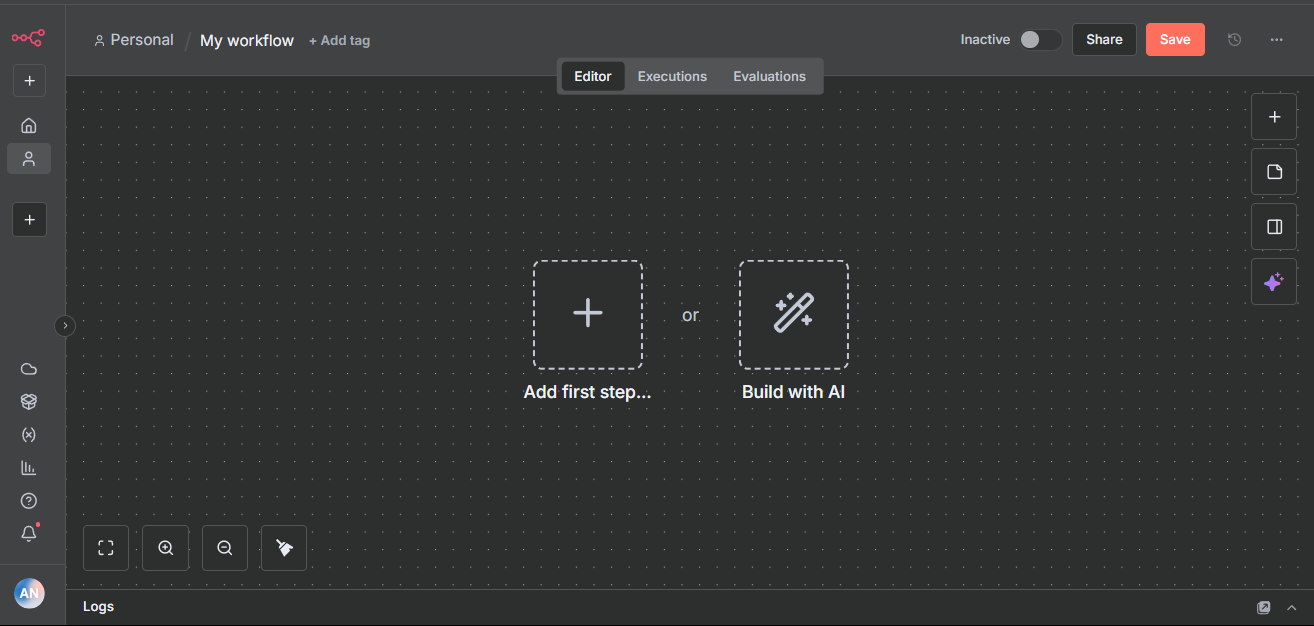 Personal / My workflow + Add tag
Inactive
Share
Save
Editor
Executions
Evaluations
or
Add first step...
Build with AI
AN
Logs